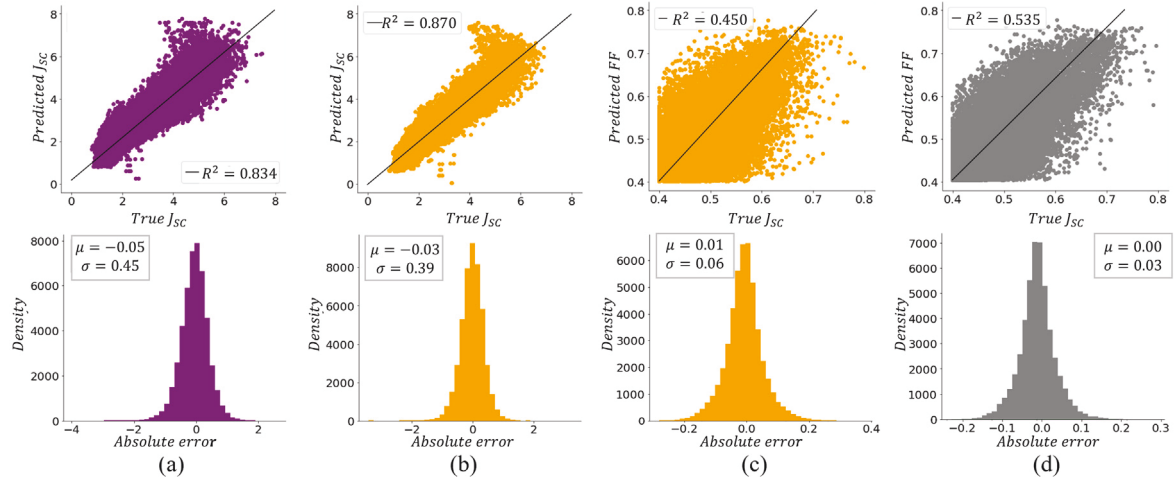 R² = 0.834
Predicted J_SC
8
6
4
2
0
0 2 4 6 8
True J_SC
R² = 0.870
Predicted J_SC
8
6
4
2
0
0 2 4 6 8
True J_SC
R² = 0.450
Predicted FF
0.8
0.7
0.6
0.5
0.4
0.4 0.5 0.6 0.7 0.8
True J_SC
R² = 0.535
Predicted FF
0.8
0.7
0.6
0.5
0.4
0.4 0.5 0.6 0.7 0.8
True J_SC
μ = −0.05
σ = 0.45
Density
8000
6000
4000
2000
0
−4 −2 0 2
Absolute error
(a)
μ = −0.03
σ = 0.39
Density
8000
6000
4000
2000
0
−2 0 2
Absolute error
(b)
μ = 0.01
σ = 0.06
Density
7000
6000
5000
4000
3000
2000
1000
0
−0.2 0.0 0.2 0.4
Absolute error
(c)
μ = 0.00
σ = 0.03
Density
7000
6000
5000
4000
3000
2000
1000
0
−0.2 −0.1 0.0 0.1 0.2 0.3
Absolute error
(d)